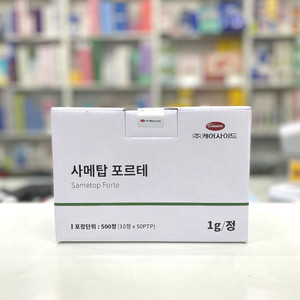 (주)케어사이드
사메탑 포르테
Sametop Forte
포장단위 : 500정 (10정 x 50PTP)
1g/정